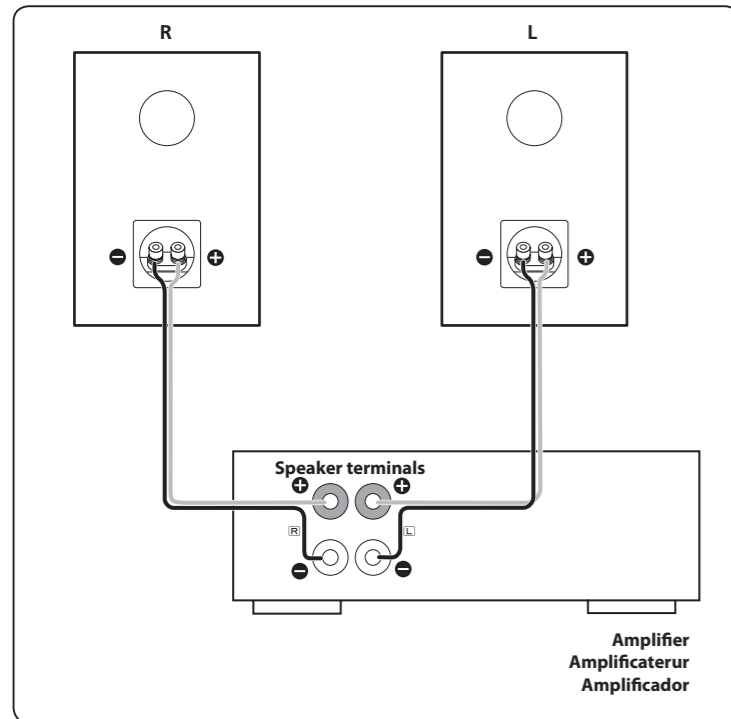 R
L
− +
− +
Speaker terminals
+ +
R L
− −
Amplifier
Amplificaterur
Amplificador